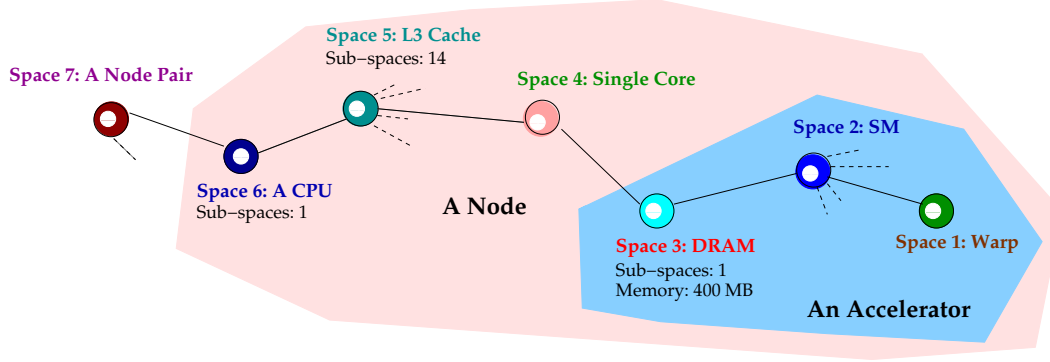 Space 7: A Node Pair
Space 6: A CPU
Sub−spaces: 1
Space 5: L3 Cache
Sub−spaces: 14
Space 4: Single Core
A Node
Space 3: DRAM
Sub−spaces: 1
Memory: 400 MB
Space 2: SM
Space 1: Warp
An Accelerator